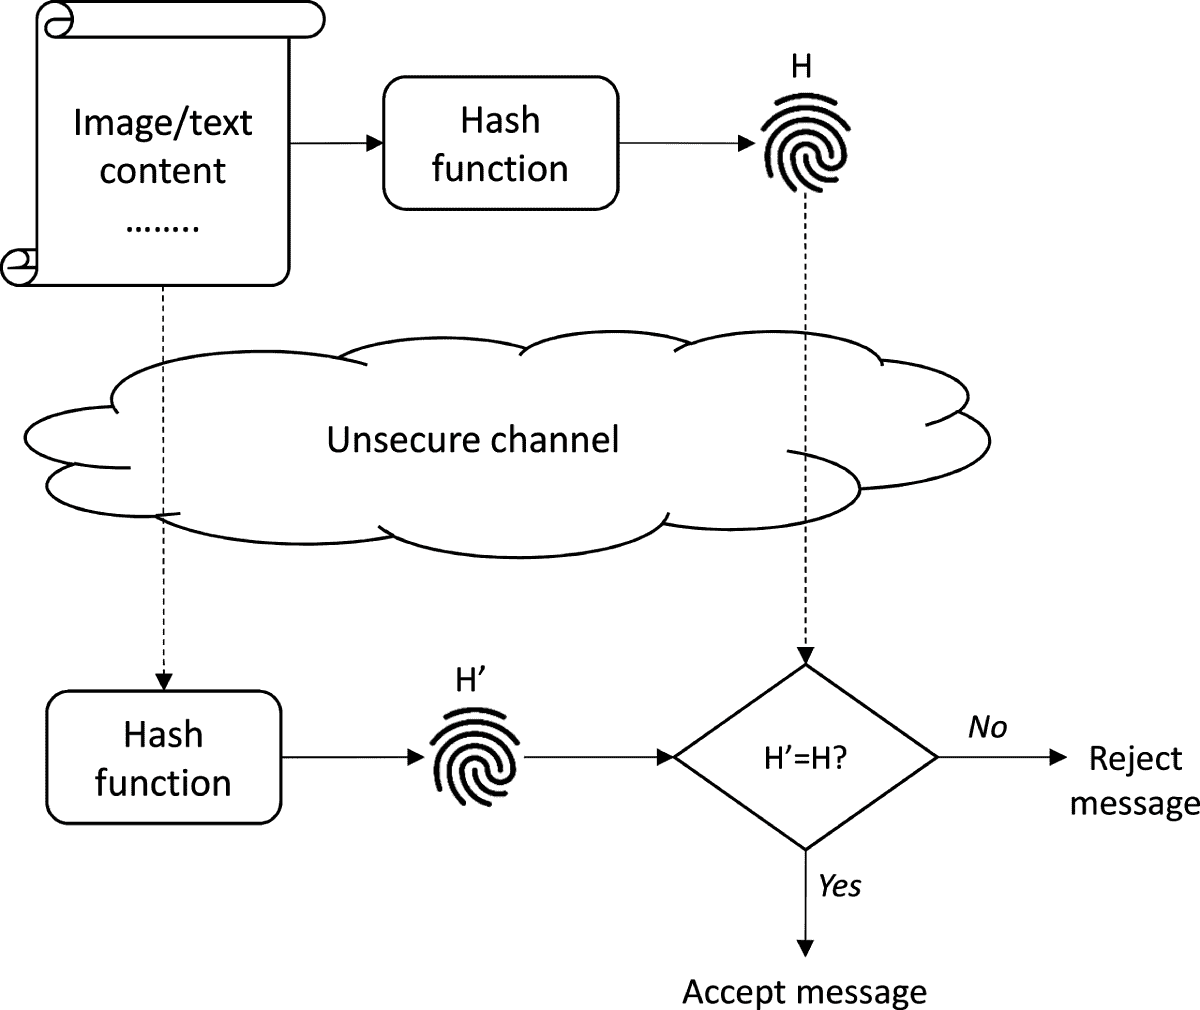 H
Image/text
content
........
Hash
function
Unsecure channel
H’
Hash
function
H’=H?
No
Reject
message
Yes
Accept message